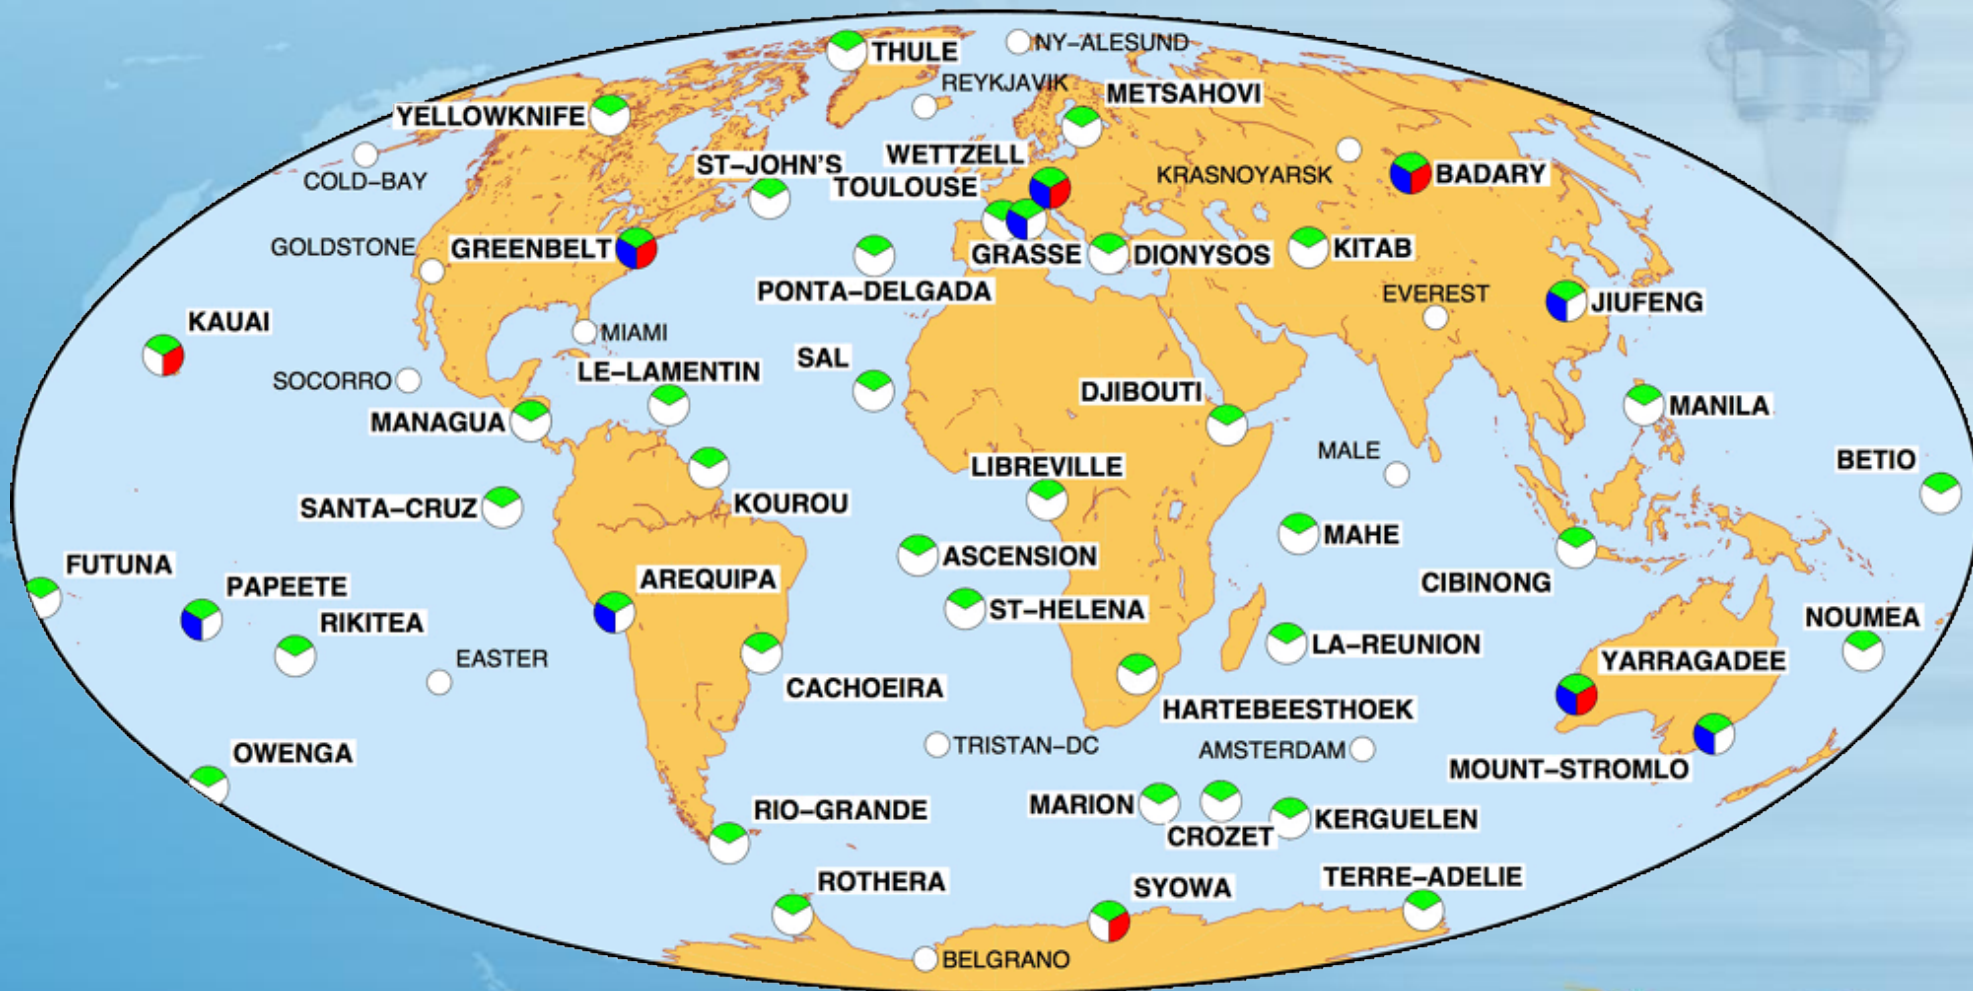 THULE
NY-ALESUND
REYKJAVIK
METSAHOVI
YELLOWKNIFE
COLD-BAY
ST-JOHN'S
WETTZELL
TOULOUSE
KRASNOYARSK
BADARY
GOLDSTONE
GREENBELT
GRASSE
DIONYSOS
KITAB
PONTA-DELGADA
EVEREST
JIUFENG
KAUAI
MIAMI
SOCORRO
LE-LAMENTIN
SAL
DJIBOUTI
MANAGUA
MANILA
MALE
BETIO
LIBREVILLE
SANTA-CRUZ
KOUROU
MAHE
FUTUNA
PAPEETE
AREQUIPA
ASCENSION
CIBINONG
RIKITEA
ST-HELENA
NOUMEA
EASTER
LA-REUNION
YARRAGADEE
CACHOEIRA
HARTEBEESTHOEK
OWENGA
TRISTAN-DC
AMSTERDAM
MOUNT-STROMLO
RIO-GRANDE
MARION
CROZET
KERGUELEN
ROTHERA
SYOWA
TERRE-ADELIE
BELGRANO